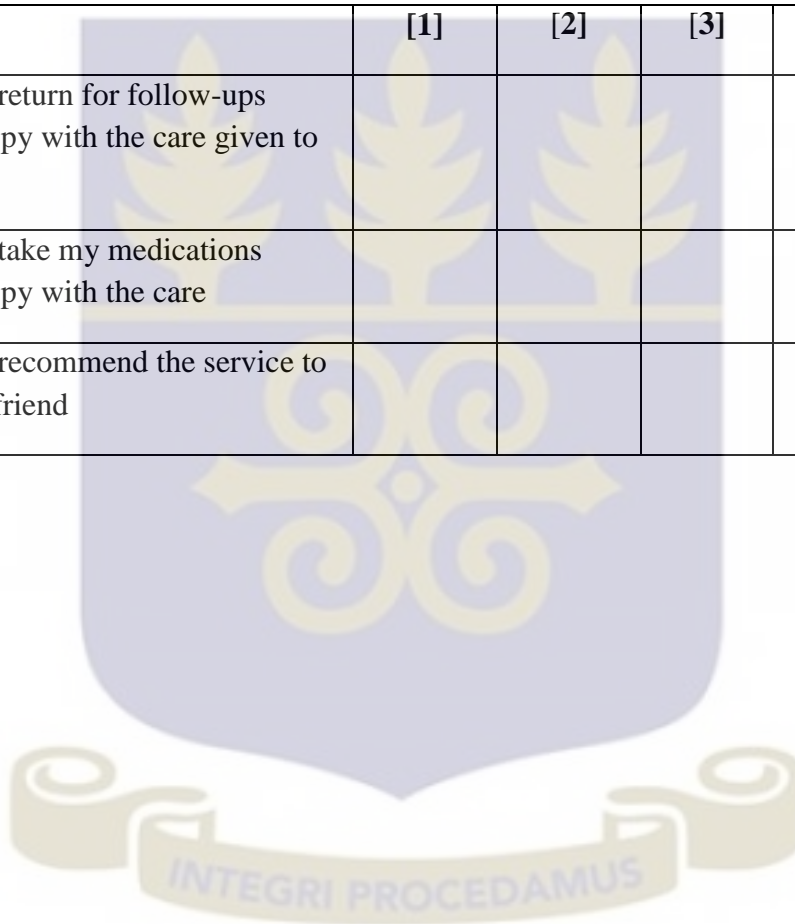 [1] [2] [3]
return for follow-ups
py with the care given to
take my medications
py with the care
recommend the service to
friend
INTEGRI PROCEDAMUS